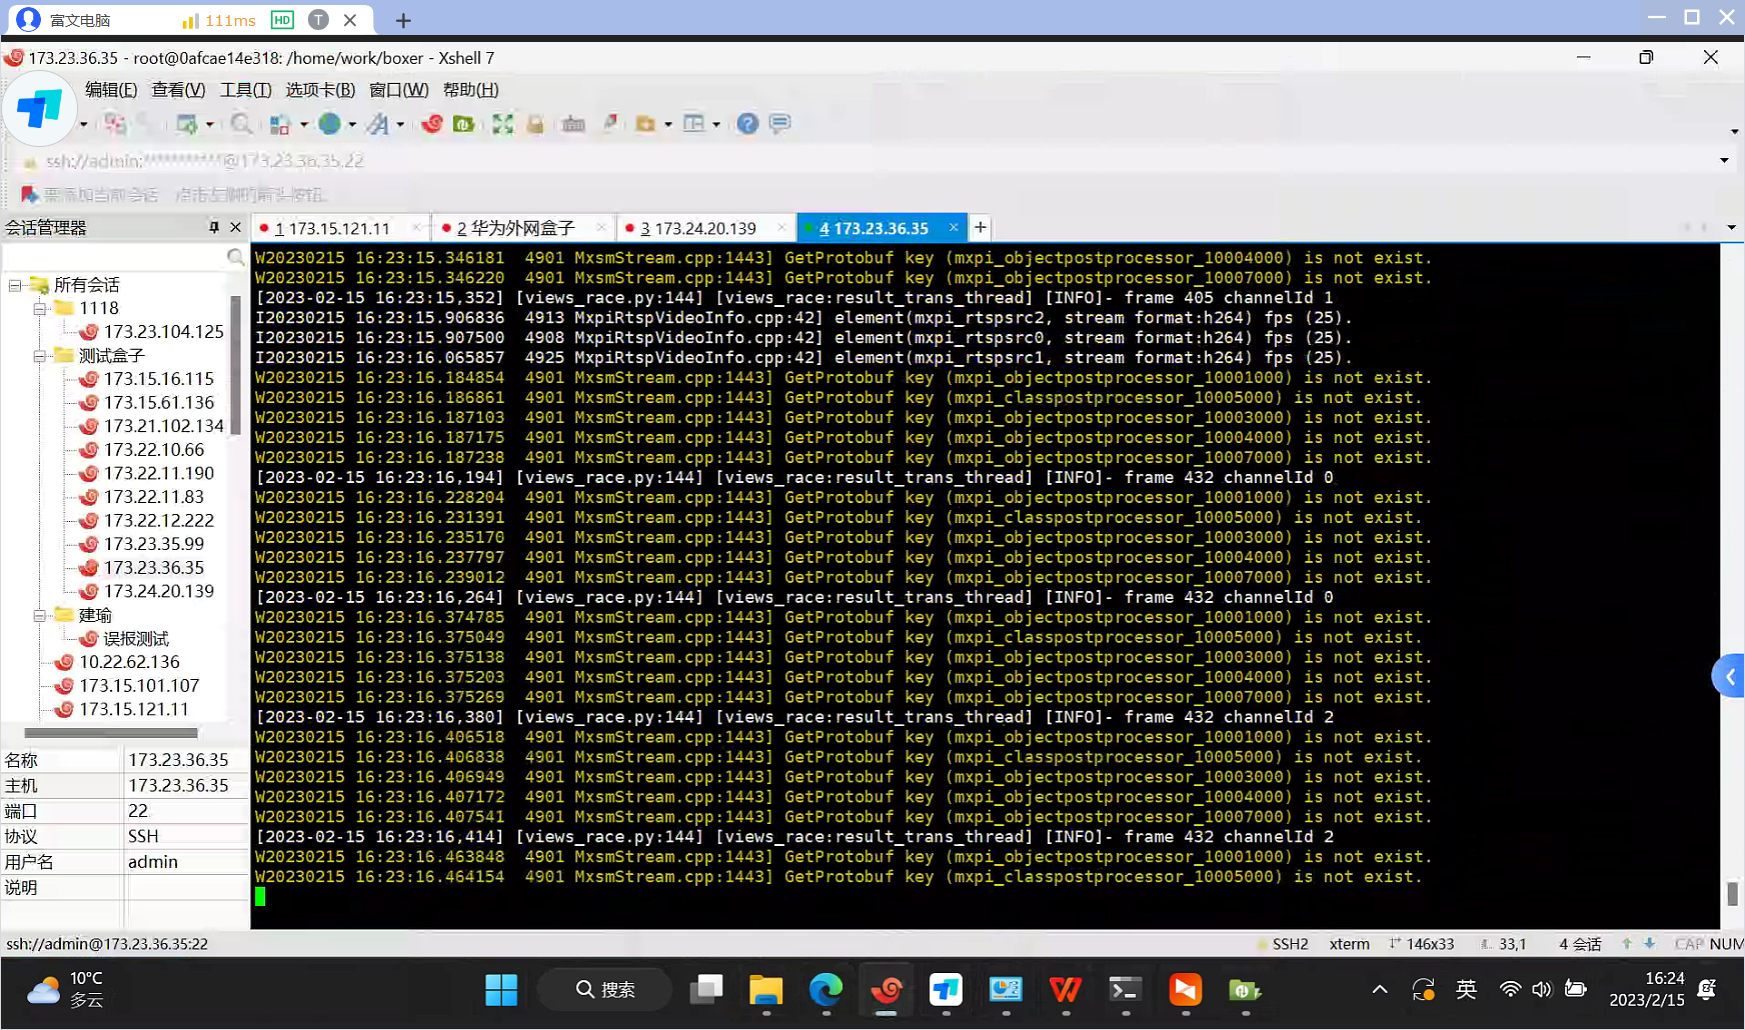 富文电脑 111ms HD T
173.23.36.35 - root@0afcae14e318: /home/work/boxer - Xshell 7
编辑(E) 查看(V) 工具(T) 选项卡(B) 窗口(W) 帮助(H)
ssh://admin:***********@173.23.36.35:22
要添加当前会话，点击左侧的箭头按钮。
会话管理器
1 173.15.121.11
2 华为外网盒子
3 173.24.20.139
4 173.23.36.35
所有会话
1118
173.23.104.125
测试盒子
173.15.16.115
173.15.61.136
173.21.102.134
173.22.10.66
173.22.11.190
173.22.11.83
173.22.12.222
173.23.35.99
173.23.36.35
173.24.20.139
建瑜
误报测试
10.22.62.136
173.15.101.107
173.15.121.11
名称 173.23.36.35
主机 173.23.36.35
端口 22
协议 SSH
用户名 admin
说明
W20230215 16:23:15.346181 4901 MxsmStream.cpp:1443] GetProtobuf key (mxpi_objectpostprocessor_10004000) is not exist.
W20230215 16:23:15.346220 4901 MxsmStream.cpp:1443] GetProtobuf key (mxpi_objectpostprocessor_10007000) is not exist.
[2023-02-15 16:23:15,352] [views_race.py:144] [views_race:result_trans_thread] [INFO]- frame 405 channelId 1
I20230215 16:23:15.906836 4913 MxpiRtspVideoInfo.cpp:42] element(mxpi_rtspsrc2, stream format:h264) fps (25).
I20230215 16:23:15.907500 4908 MxpiRtspVideoInfo.cpp:42] element(mxpi_rtspsrc0, stream format:h264) fps (25).
I20230215 16:23:16.065857 4925 MxpiRtspVideoInfo.cpp:42] element(mxpi_rtspsrc1, stream format:h264) fps (25).
W20230215 16:23:16.184854 4901 MxsmStream.cpp:1443] GetProtobuf key (mxpi_objectpostprocessor_10001000) is not exist.
W20230215 16:23:16.186861 4901 MxsmStream.cpp:1443] GetProtobuf key (mxpi_classpostprocessor_10005000) is not exist.
W20230215 16:23:16.187103 4901 MxsmStream.cpp:1443] GetProtobuf key (mxpi_objectpostprocessor_10003000) is not exist.
W20230215 16:23:16.187175 4901 MxsmStream.cpp:1443] GetProtobuf key (mxpi_objectpostprocessor_10004000) is not exist.
W20230215 16:23:16.187238 4901 MxsmStream.cpp:1443] GetProtobuf key (mxpi_objectpostprocessor_10007000) is not exist.
[2023-02-15 16:23:16,194] [views_race.py:144] [views_race:result_trans_thread] [INFO]- frame 432 channelId 0
W20230215 16:23:16.228204 4901 MxsmStream.cpp:1443] GetProtobuf key (mxpi_objectpostprocessor_10001000) is not exist.
W20230215 16:23:16.231391 4901 MxsmStream.cpp:1443] GetProtobuf key (mxpi_classpostprocessor_10005000) is not exist.
W20230215 16:23:16.235170 4901 MxsmStream.cpp:1443] GetProtobuf key (mxpi_objectpostprocessor_10003000) is not exist.
W20230215 16:23:16.237797 4901 MxsmStream.cpp:1443] GetProtobuf key (mxpi_objectpostprocessor_10004000) is not exist.
W20230215 16:23:16.239012 4901 MxsmStream.cpp:1443] GetProtobuf key (mxpi_objectpostprocessor_10007000) is not exist.
[2023-02-15 16:23:16,264] [views_race.py:144] [views_race:result_trans_thread] [INFO]- frame 432 channelId 0
W20230215 16:23:16.374785 4901 MxsmStream.cpp:1443] GetProtobuf key (mxpi_objectpostprocessor_10001000) is not exist.
W20230215 16:23:16.375049 4901 MxsmStream.cpp:1443] GetProtobuf key (mxpi_classpostprocessor_10005000) is not exist.
W20230215 16:23:16.375138 4901 MxsmStream.cpp:1443] GetProtobuf key (mxpi_objectpostprocessor_10003000) is not exist.
W20230215 16:23:16.375203 4901 MxsmStream.cpp:1443] GetProtobuf key (mxpi_objectpostprocessor_10004000) is not exist.
W20230215 16:23:16.375269 4901 MxsmStream.cpp:1443] GetProtobuf key (mxpi_objectpostprocessor_10007000) is not exist.
[2023-02-15 16:23:16,380] [views_race.py:144] [views_race:result_trans_thread] [INFO]- frame 432 channelId 2
W20230215 16:23:16.406518 4901 MxsmStream.cpp:1443] GetProtobuf key (mxpi_objectpostprocessor_10001000) is not exist.
W20230215 16:23:16.406838 4901 MxsmStream.cpp:1443] GetProtobuf key (mxpi_classpostprocessor_10005000) is not exist.
W20230215 16:23:16.406949 4901 MxsmStream.cpp:1443] GetProtobuf key (mxpi_objectpostprocessor_10003000) is not exist.
W20230215 16:23:16.407172 4901 MxsmStream.cpp:1443] GetProtobuf key (mxpi_objectpostprocessor_10004000) is not exist.
W20230215 16:23:16.407541 4901 MxsmStream.cpp:1443] GetProtobuf key (mxpi_objectpostprocessor_10007000) is not exist.
[2023-02-15 16:23:16,414] [views_race.py:144] [views_race:result_trans_thread] [INFO]- frame 432 channelId 2
W20230215 16:23:16.463848 4901 MxsmStream.cpp:1443] GetProtobuf key (mxpi_objectpostprocessor_10001000) is not exist.
W20230215 16:23:16.464154 4901 MxsmStream.cpp:1443] GetProtobuf key (mxpi_classpostprocessor_10005000) is not exist.
ssh://admin@173.23.36.35:22 SSH2 xterm 146x33 33,1 4 会话 CAP NUM
10°C
多云
搜索
英
16:24
2023/2/15